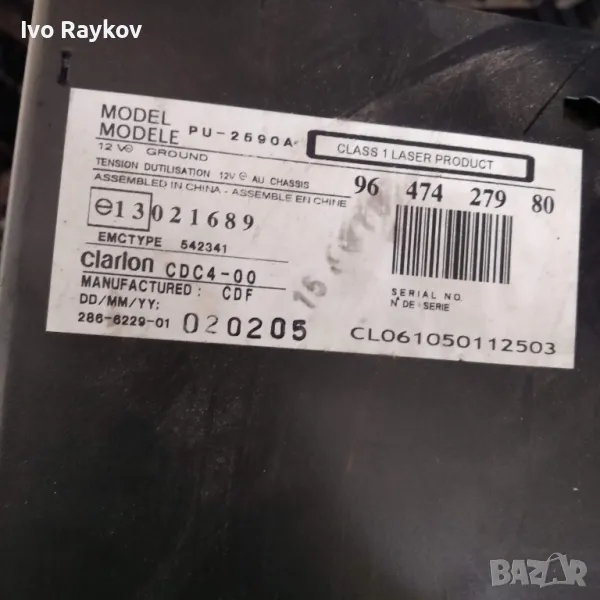 Ivo Raykov
MODEL
MODELE PU-2590A
CLASS 1 LASER PRODUCT
12 V⊖ GROUND
TENSION DUTILISATION 12V ⊖ AU CHASSIS
ASSEMBLED IN CHINA - ASSEMBLE EN CHINE
96 474 279 80
e13 021689
EMCTYPE 542341
clarion CDC4-00
MANUFACTURED : CDF
DD/MM/YY:
286-6229-01 020205
SERIAL NO.
N° DE SERIE
CL061050112503
BAZAR